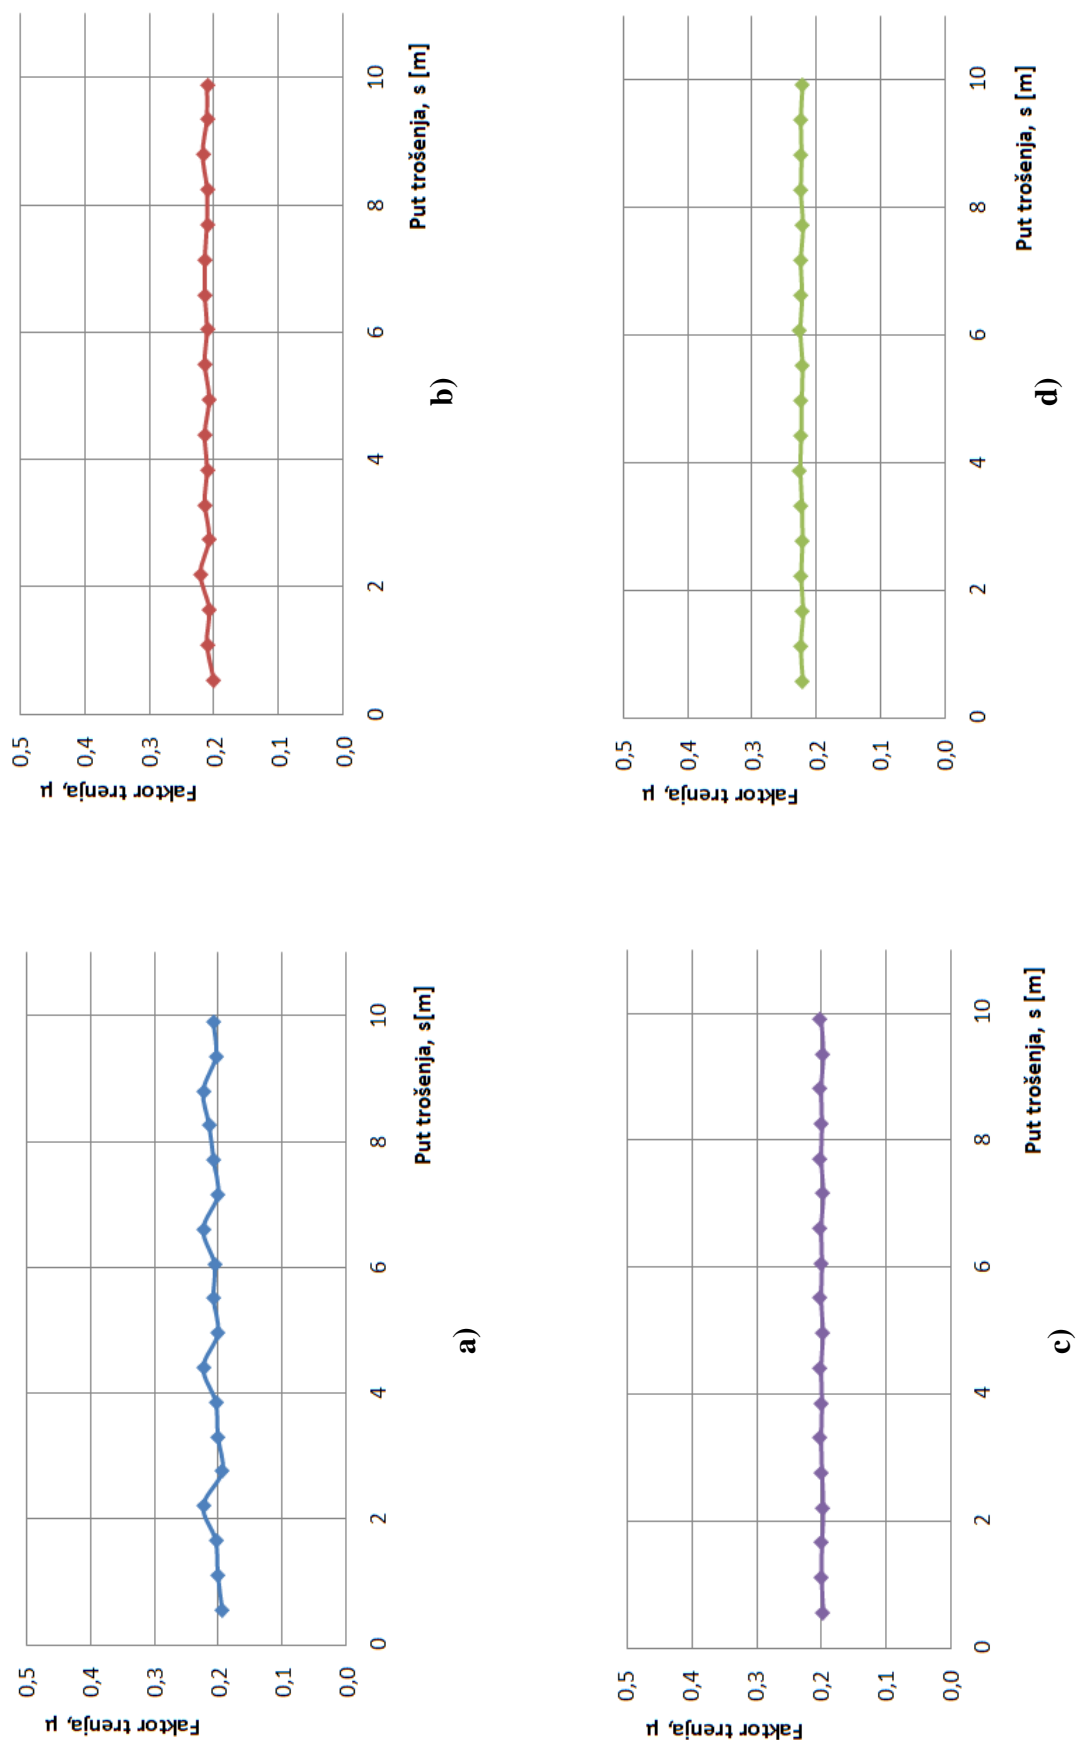 Faktor trenja, μ
0,5
0,4
0,3
0,2
0,1
0,0
0 2 4 6 8 10
Put trošenja, s[m]
a)
Faktor trenja, μ
0,5
0,4
0,3
0,2
0,1
0,0
0 2 4 6 8 10
Put trošenja, s [m]
b)
Faktor trenja, μ
0,5
0,4
0,3
0,2
0,1
0,0
0 2 4 6 8 10
Put trošenja, s [m]
c)
Faktor trenja, μ
0,5
0,4
0,3
0,2
0,1
0,0
0 2 4 6 8 10
Put trošenja, s [m]
d)